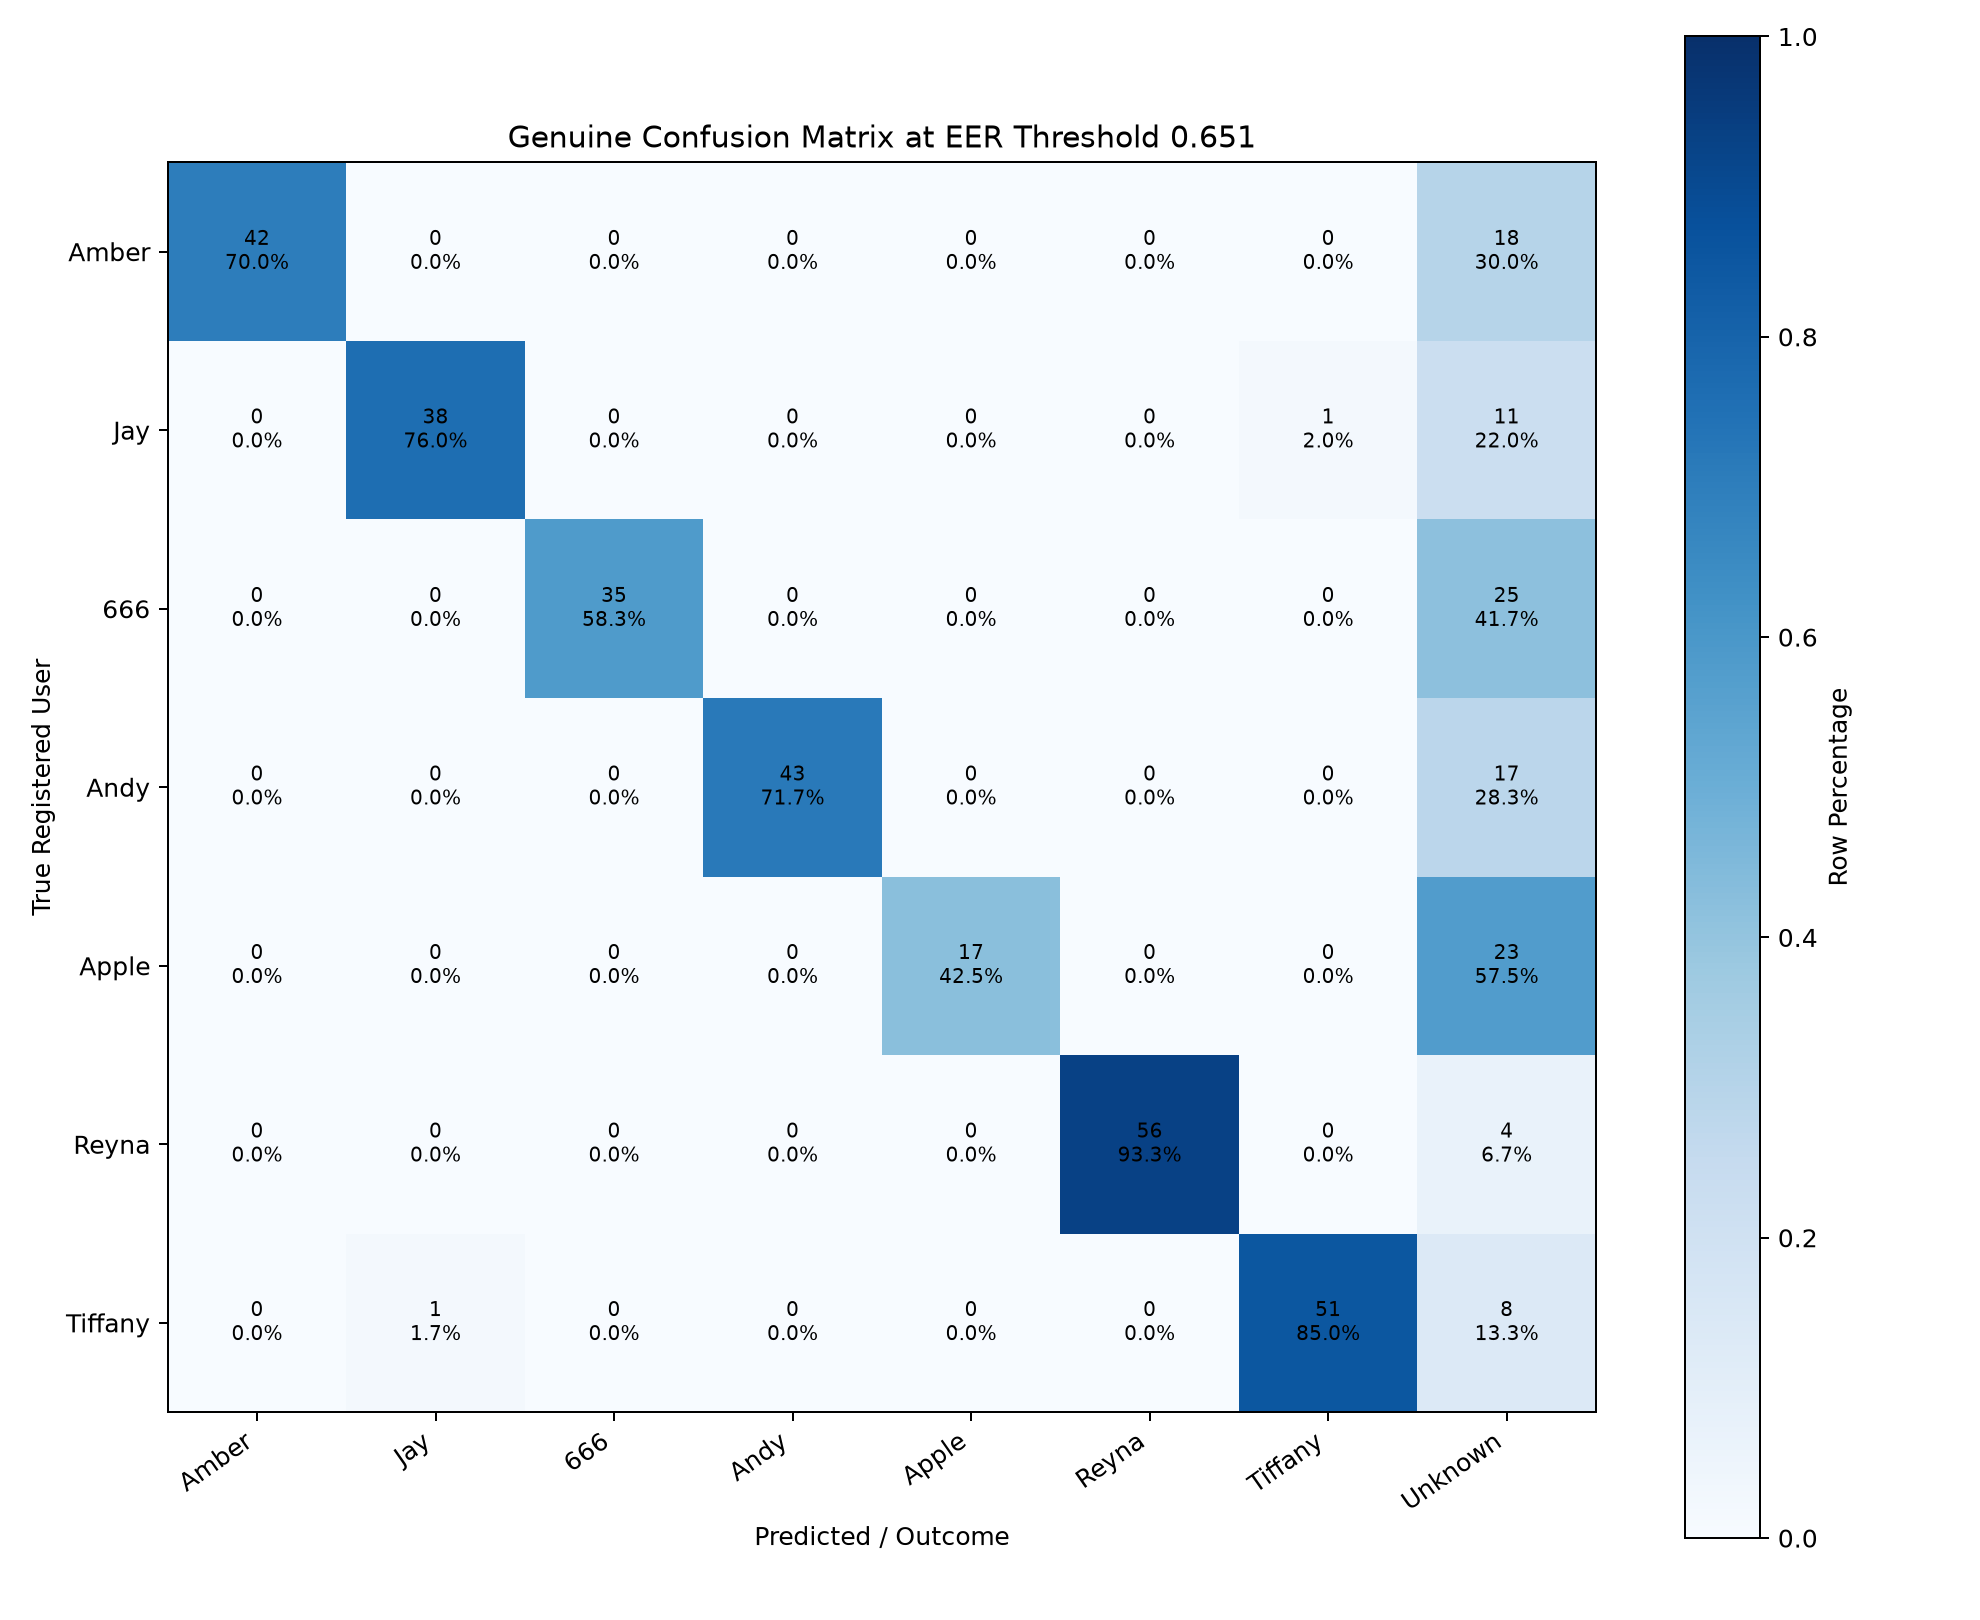 Genuine Confusion Matrix at EER Threshold 0.651
True Registered User
Amber
42 0 0 0 0 0 0 18
70.0% 0.0% 0.0% 0.0% 0.0% 0.0% 0.0% 30.0%
Jay
0 38 0 0 0 0 1 11
0.0% 76.0% 0.0% 0.0% 0.0% 0.0% 2.0% 22.0%
666
0 0 35 0 0 0 0 25
0.0% 0.0% 58.3% 0.0% 0.0% 0.0% 0.0% 41.7%
Andy
0 0 0 43 0 0 0 17
0.0% 0.0% 0.0% 71.7% 0.0% 0.0% 0.0% 28.3%
Apple
0 0 0 0 17 0 0 23
0.0% 0.0% 0.0% 0.0% 42.5% 0.0% 0.0% 57.5%
Reyna
0 0 0 0 0 56 0 4
0.0% 0.0% 0.0% 0.0% 0.0% 93.3% 0.0% 6.7%
Tiffany
0 1 0 0 0 0 51 8
0.0% 1.7% 0.0% 0.0% 0.0% 0.0% 85.0% 13.3%
Amber Jay 666 Andy Apple Reyna Tiffany Unknown
Predicted / Outcome
1.0
0.8
0.6
0.4
0.2
0.0
Row Percentage